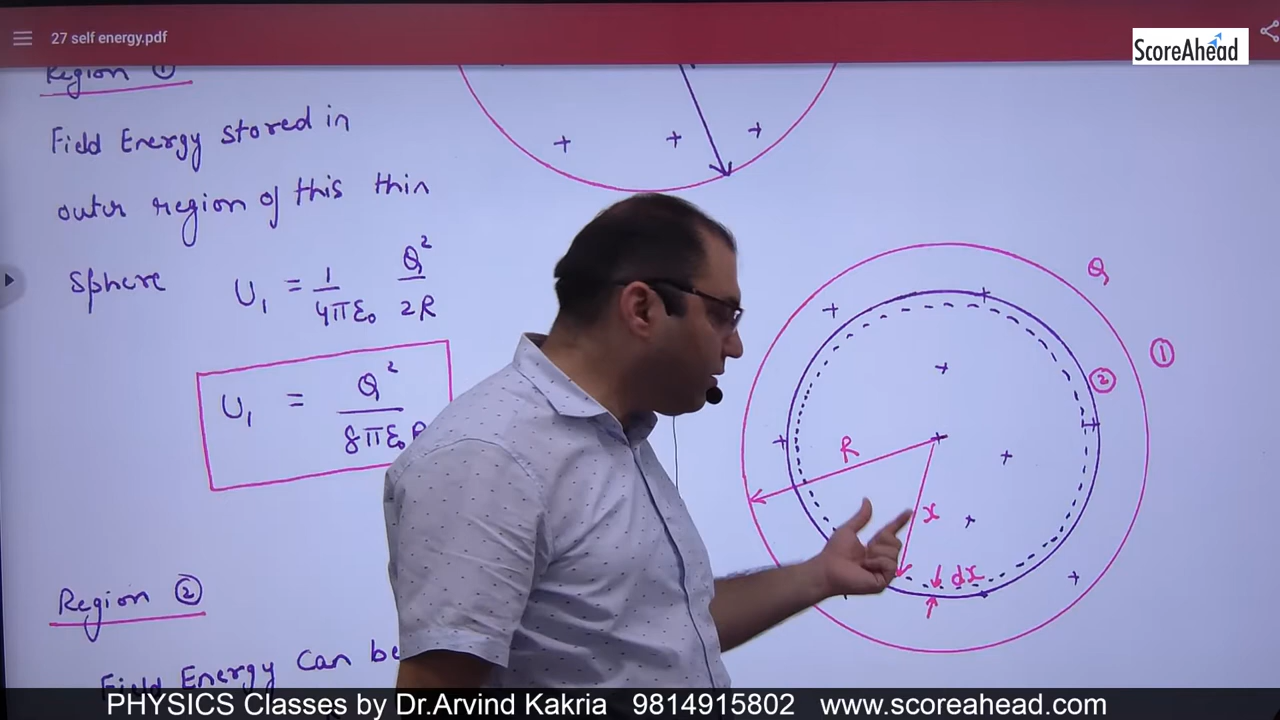 27 self energy.pdf
ScoreAhead
Region ①
Field Energy stored in
outer region of this thin
sphere U₁ = 1/4πε₀ Q²/2R
U₁ = Q²/8πε₀R
Region ②
Field Energy can be
Q
①
②
R
x
dx
PHYSICS Classes by Dr.Arvind Kakria 9814915802 www.scoreahead.com